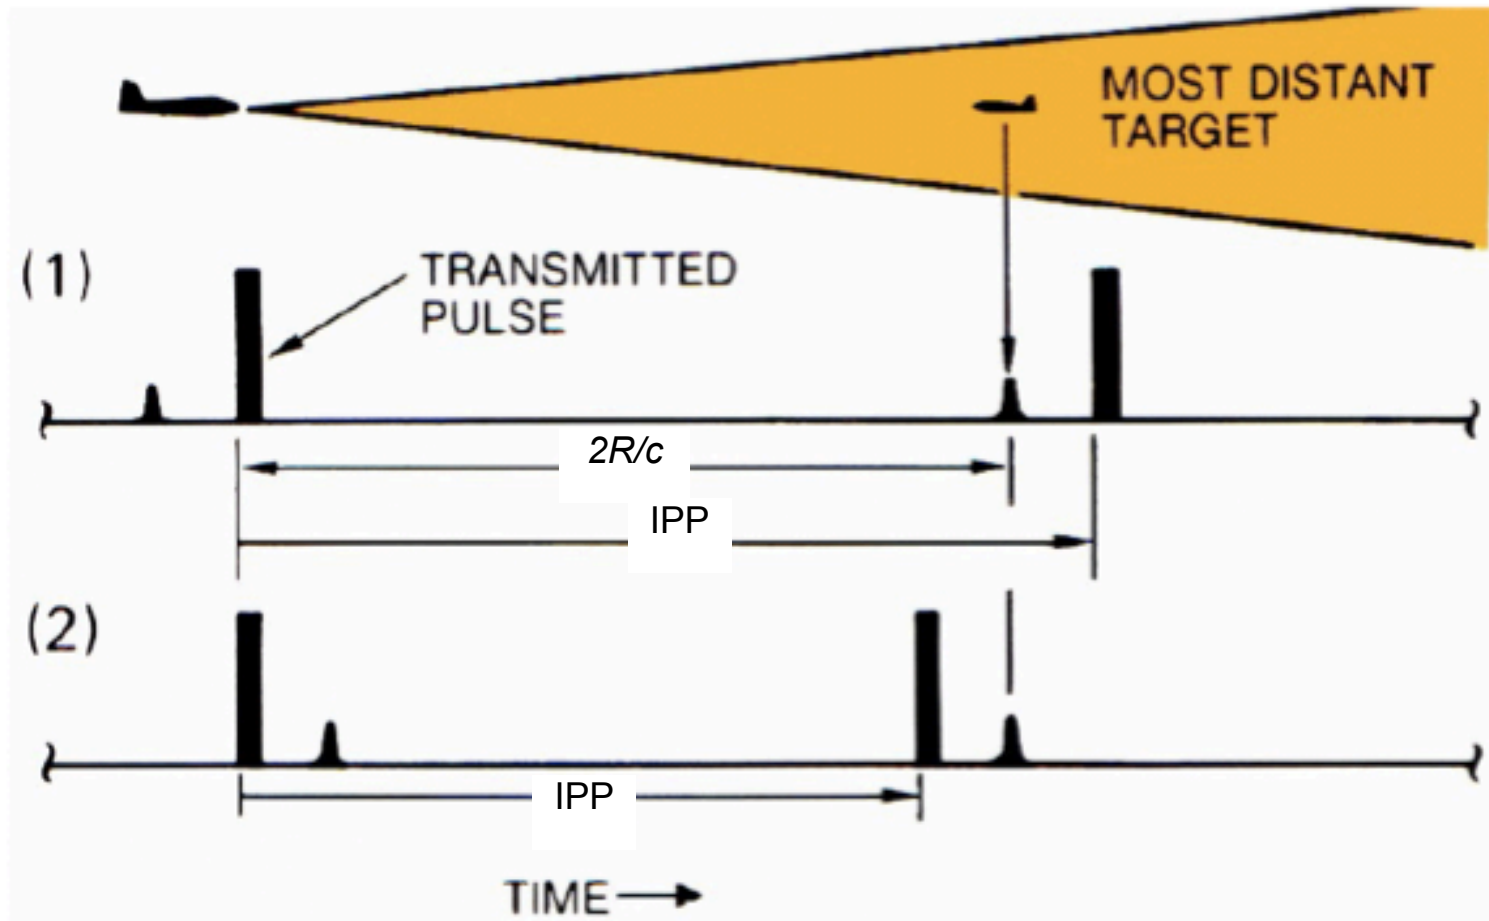 MOST DISTANT
TARGET
(1)
TRANSMITTED
PULSE
2R/c
IPP
(2)
IPP
TIME